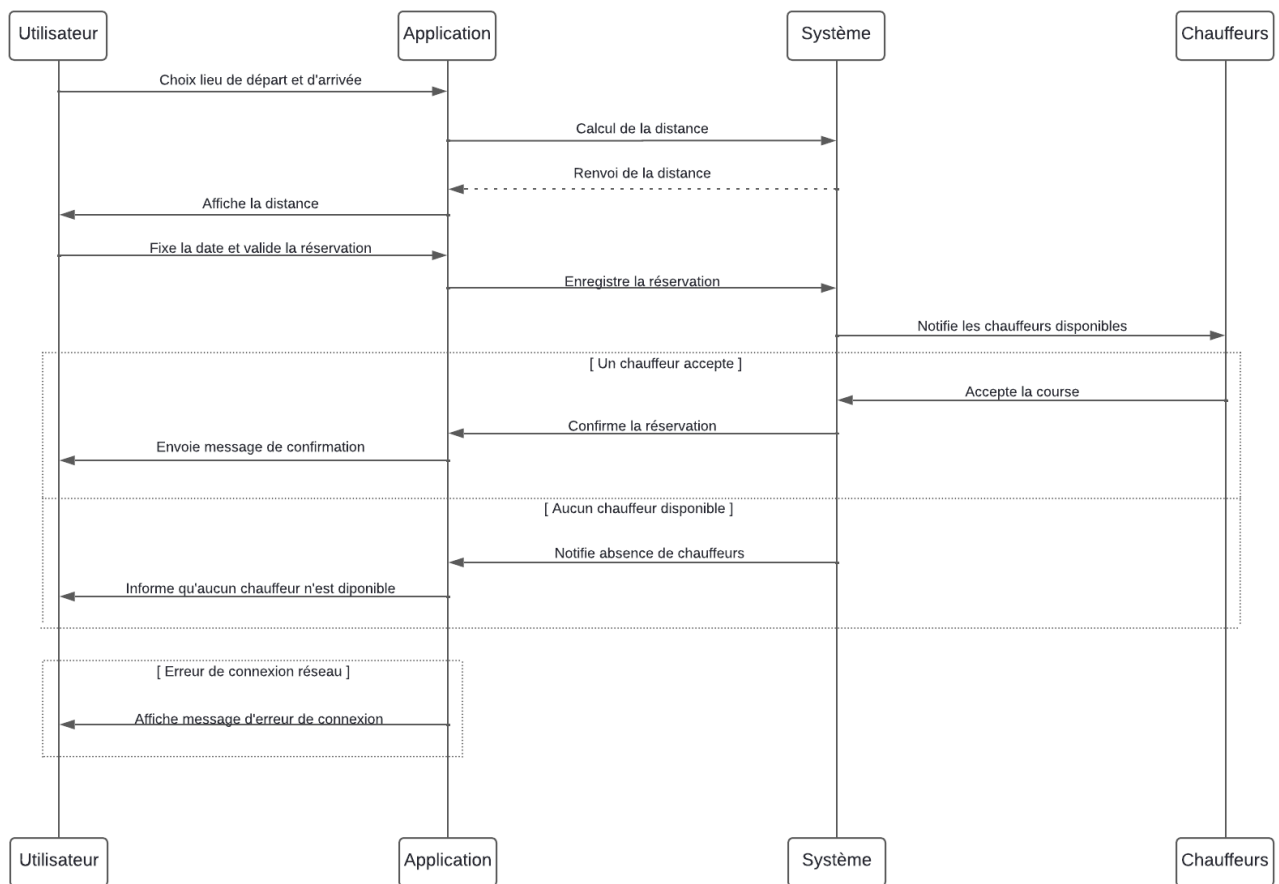 Utilisateur
Application
Système
Chauffeurs
Choix lieu de départ et d'arrivée
Calcul de la distance
Renvoi de la distance
Affiche la distance
Fixe la date et valide la réservation
Enregistre la réservation
Notifie les chauffeurs disponibles
[ Un chauffeur accepte ]
Accepte la course
Confirme la réservation
Envoie message de confirmation
[ Aucun chauffeur disponible ]
Notifie absence de chauffeurs
Informe qu'aucun chauffeur n'est diponible
[ Erreur de connexion réseau ]
Affiche message d'erreur de connexion
Utilisateur
Application
Système
Chauffeurs